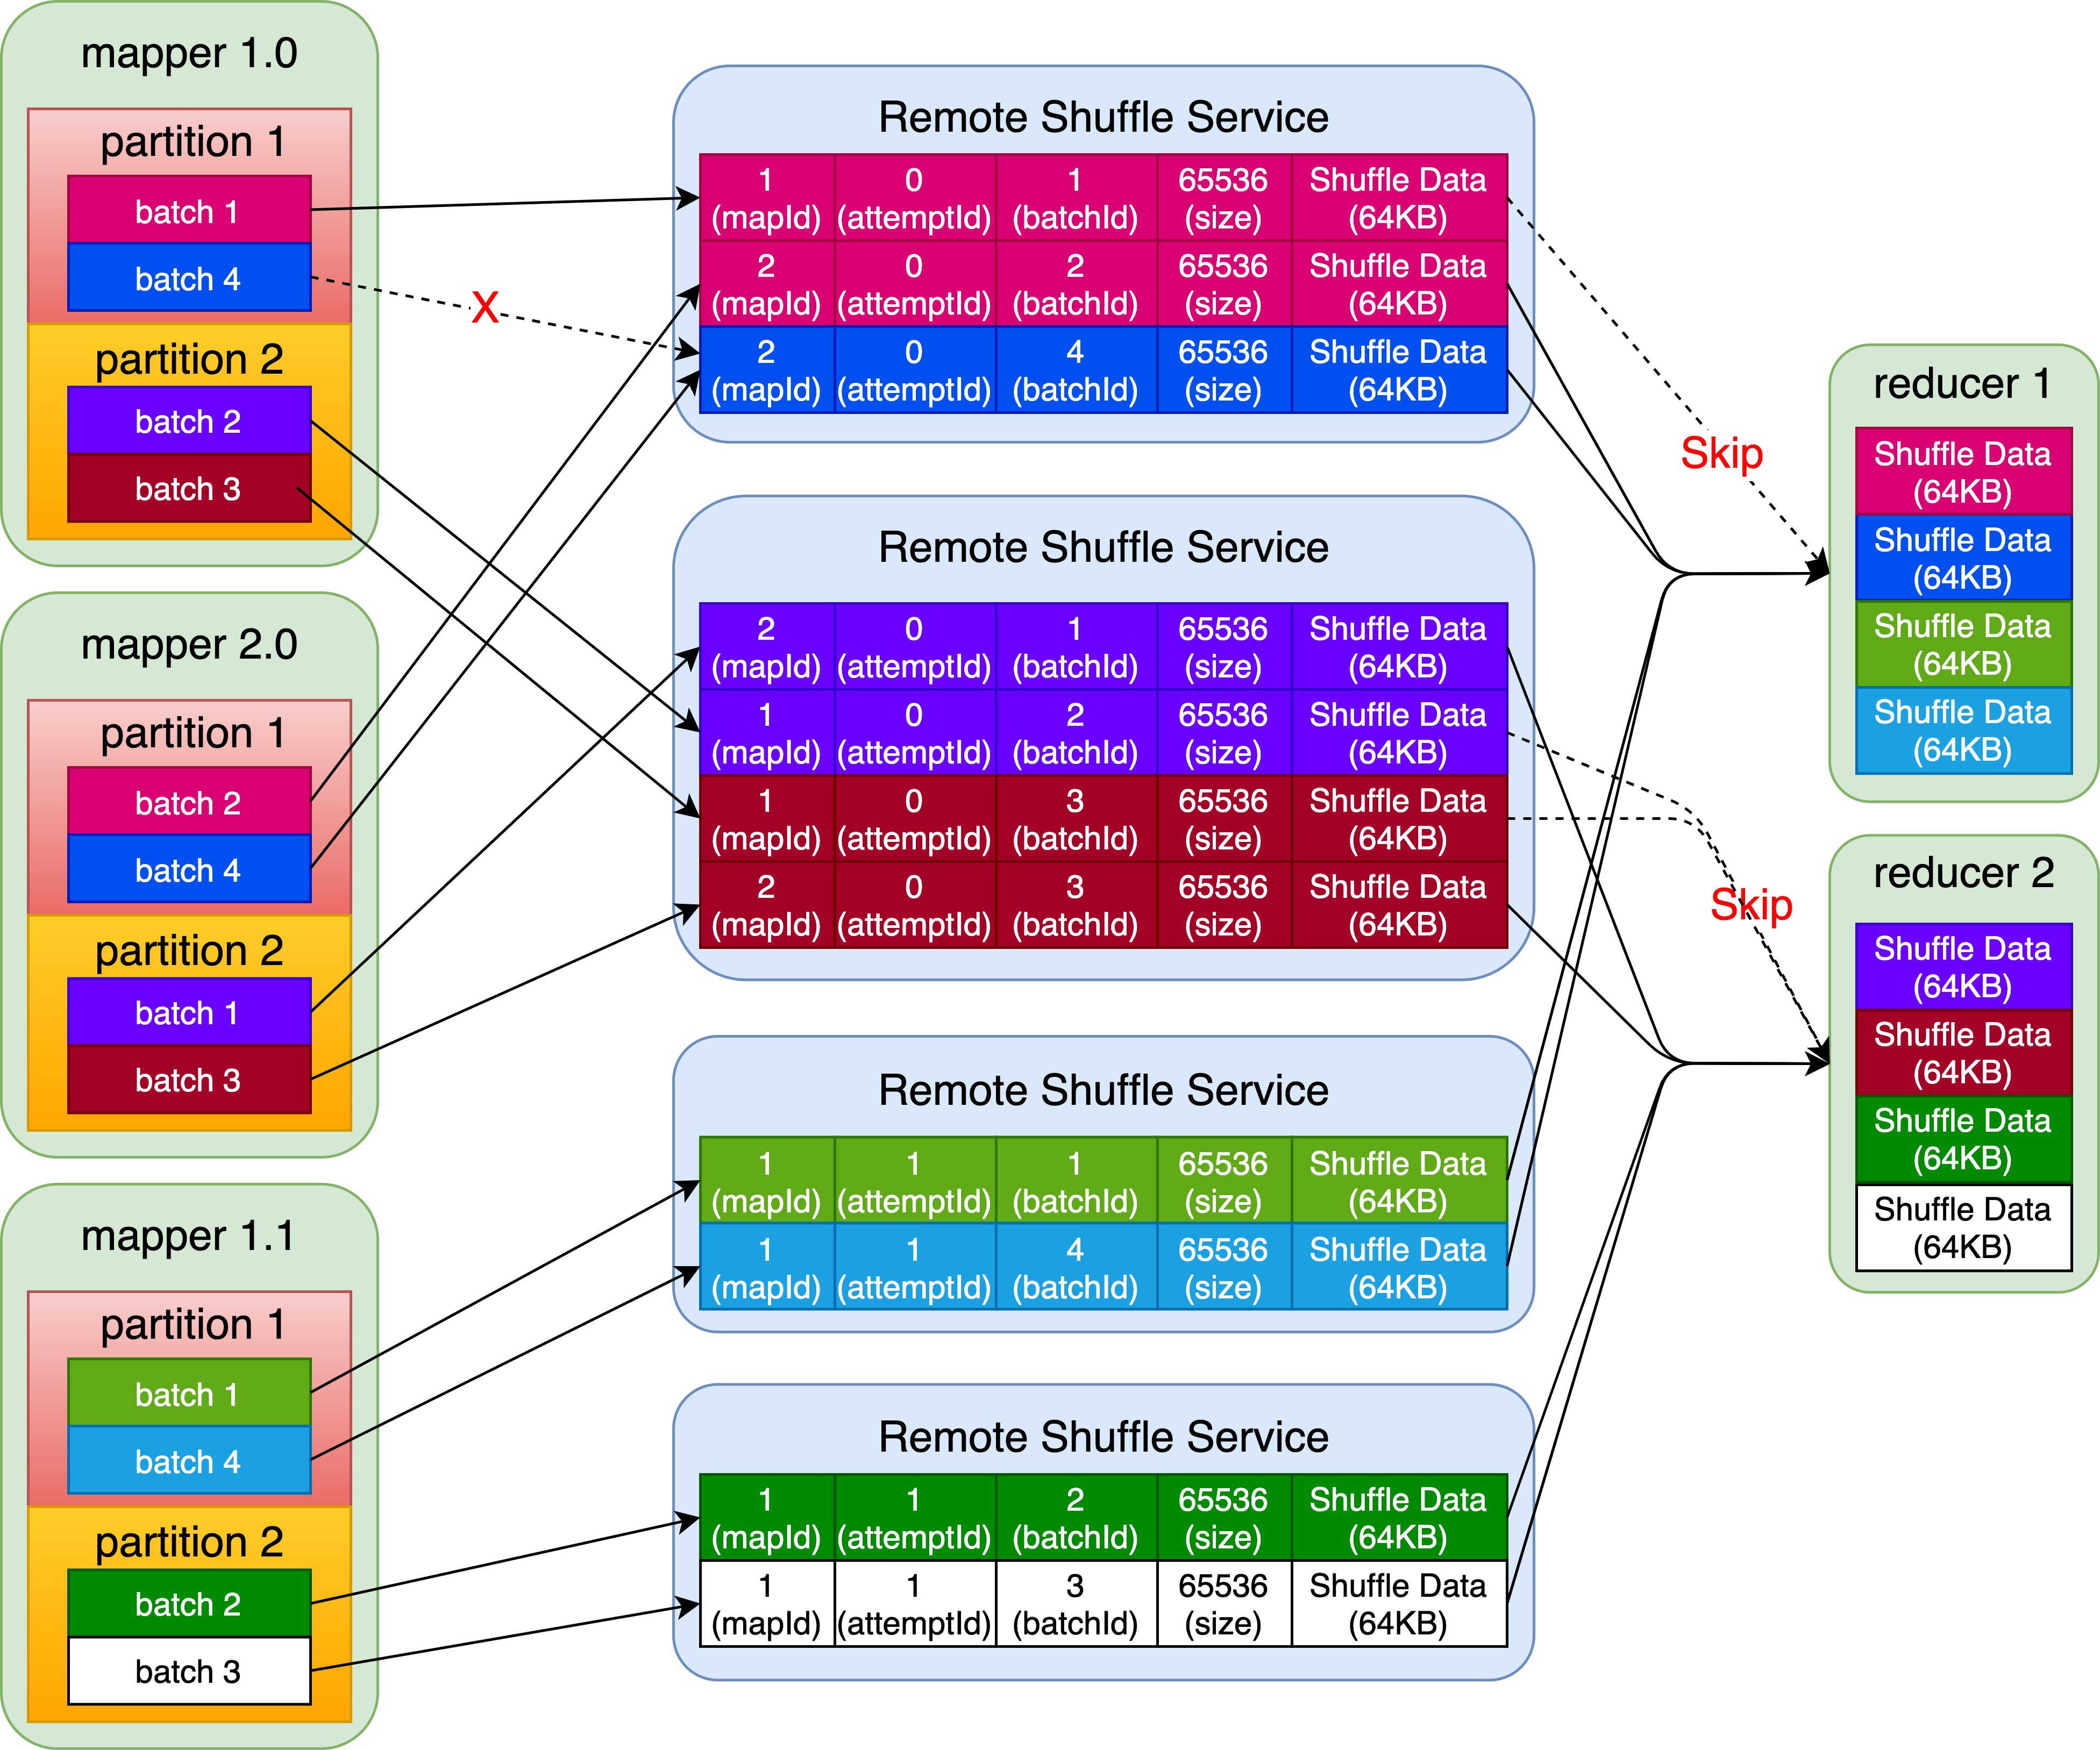 mapper 1.0
partition 1
batch 1
batch 4
partition 2
batch 2
batch 3
mapper 2.0
partition 1
batch 2
batch 4
partition 2
batch 1
batch 3
mapper 1.1
partition 1
batch 1
batch 4
partition 2
batch 2
batch 3
X
Remote Shuffle Service
1 0 1 65536 Shuffle Data
(mapId) (attemptId) (batchId) (size) (64KB)
2 0 2 65536 Shuffle Data
(mapId) (attemptId) (batchId) (size) (64KB)
2 0 4 65536 Shuffle Data
(mapId) (attemptId) (batchId) (size) (64KB)
Remote Shuffle Service
2 0 1 65536 Shuffle Data
(mapId) (attemptId) (batchId) (size) (64KB)
1 0 2 65536 Shuffle Data
(mapId) (attemptId) (batchId) (size) (64KB)
1 0 3 65536 Shuffle Data
(mapId) (attemptId) (batchId) (size) (64KB)
2 0 3 65536 Shuffle Data
(mapId) (attemptId) (batchId) (size) (64KB)
Remote Shuffle Service
1 1 1 65536 Shuffle Data
(mapId) (attemptId) (batchId) (size) (64KB)
1 1 4 65536 Shuffle Data
(mapId) (attemptId) (batchId) (size) (64KB)
Remote Shuffle Service
1 1 2 65536 Shuffle Data
(mapId) (attemptId) (batchId) (size) (64KB)
1 1 3 65536 Shuffle Data
(mapId) (attemptId) (batchId) (size) (64KB)
Skip
Skip
reducer 1
Shuffle Data
(64KB)
Shuffle Data
(64KB)
Shuffle Data
(64KB)
Shuffle Data
(64KB)
reducer 2
Shuffle Data
(64KB)
Shuffle Data
(64KB)
Shuffle Data
(64KB)
Shuffle Data
(64KB)